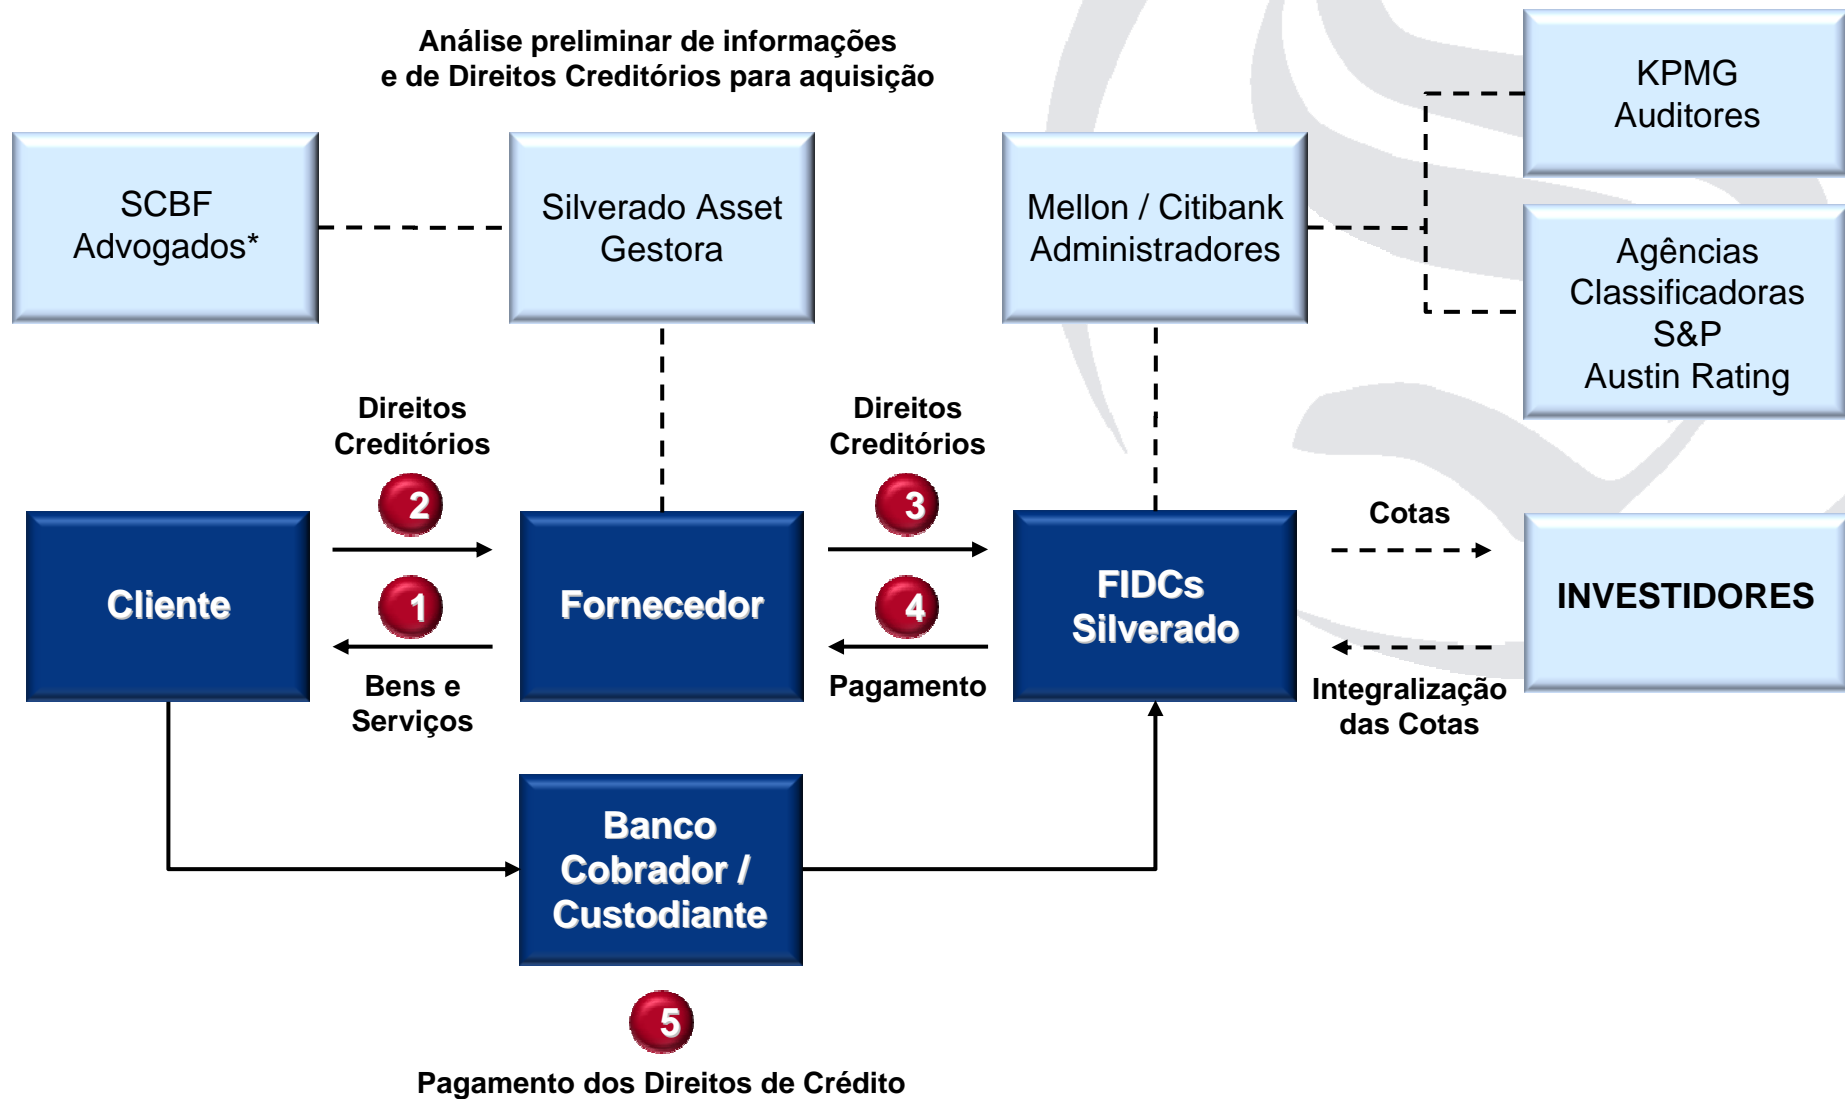 Análise preliminar de informações
e de Direitos Creditórios para aquisição
KPMG
Auditores
SCBF
Advogados*
Silverado Asset
Gestora
Mellon / Citibank
Administradores
Agências
Classificadoras
S&P
Austin Rating
Direitos
Creditórios
2
Direitos
Creditórios
3
Cotas
Cliente
1
Fornecedor
4
FIDCs
Silverado
INVESTIDORES
Bens e
Serviços
Pagamento
Integralização
das Cotas
Banco
Cobrador /
Custodiante
5
Pagamento dos Direitos de Crédito